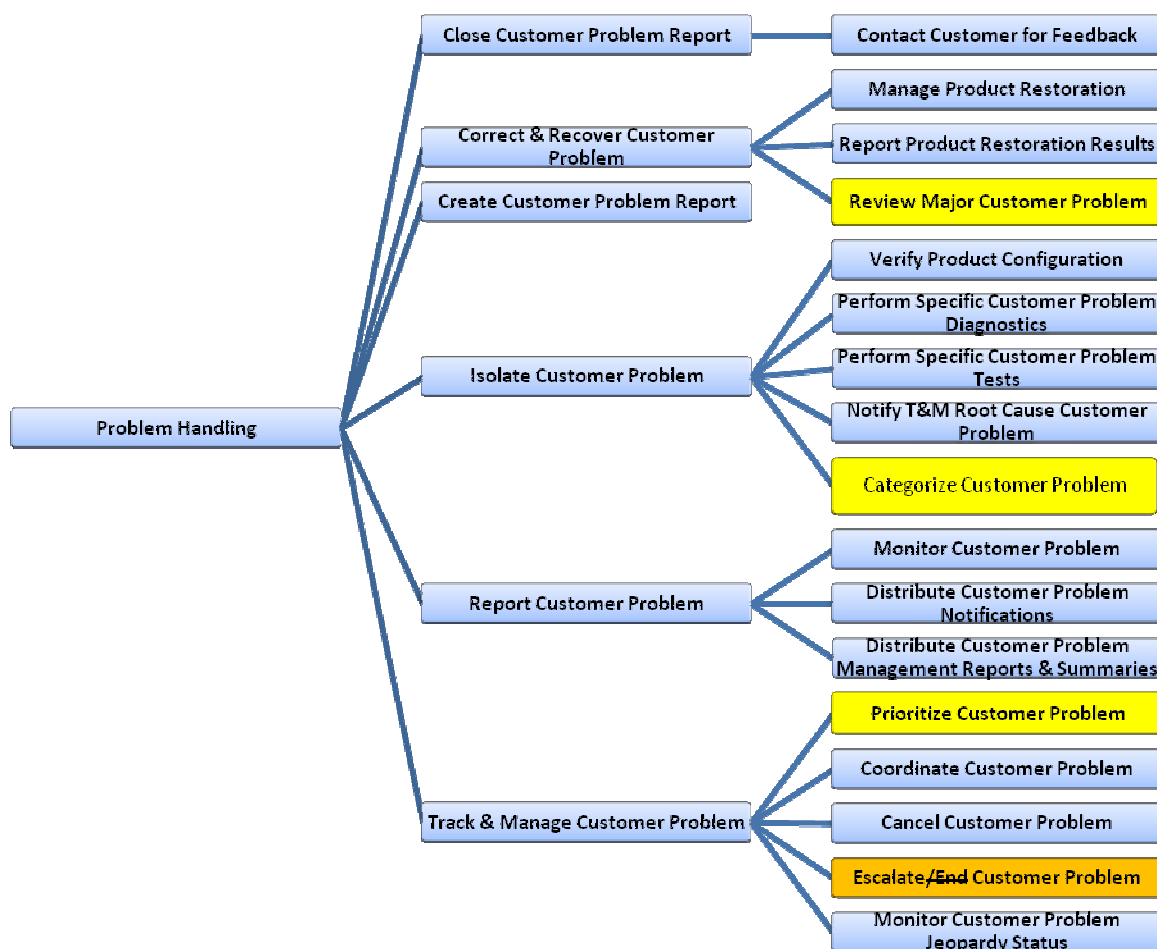 Close Customer Problem Report
Contact Customer for Feedback
Manage Product Restoration
Correct & Recover Customer
Problem
Report Product Restoration Results
Create Customer Problem Report
Review Major Customer Problem
Verify Product Configuration
Perform Specific Customer Problem
Diagnostics
Isolate Customer Problem
Perform Specific Customer Problem
Tests
Notify T&M Root Cause Customer
Problem
Problem Handling
Categorize Customer Problem
Monitor Customer Problem
Report Customer Problem
Distribute Customer Problem
Notifications
Distribute Customer Problem
Management Reports & Summaries
Prioritize Customer Problem
Coordinate Customer Problem
Track & Manage Customer Problem
Cancel Customer Problem
Escalate/End Customer Problem
Monitor Customer Problem
Jeopardy Status